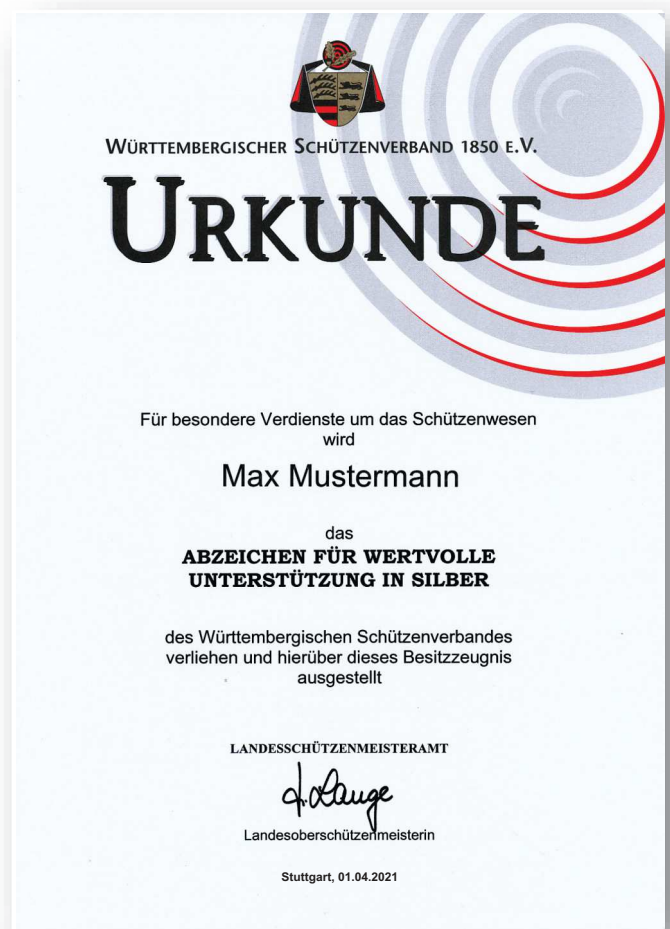 WÜRTTEMBERGISCHER SCHÜTZENVERBAND 1850 E.V.
URKUNDE
Für besondere Verdienste um das Schützenwesen
wird
Max Mustermann
das
ABZEICHEN FÜR WERTVOLLE
UNTERSTÜTZUNG IN SILBER
des Württembergischen Schützenverbandes
verliehen und hierüber dieses Besitzzeugnis
ausgestellt
LANDESSCHÜTZENMEISTERAMT
H. Lange
Landesoberschützenmeisterin
Stuttgart, 01.04.2021